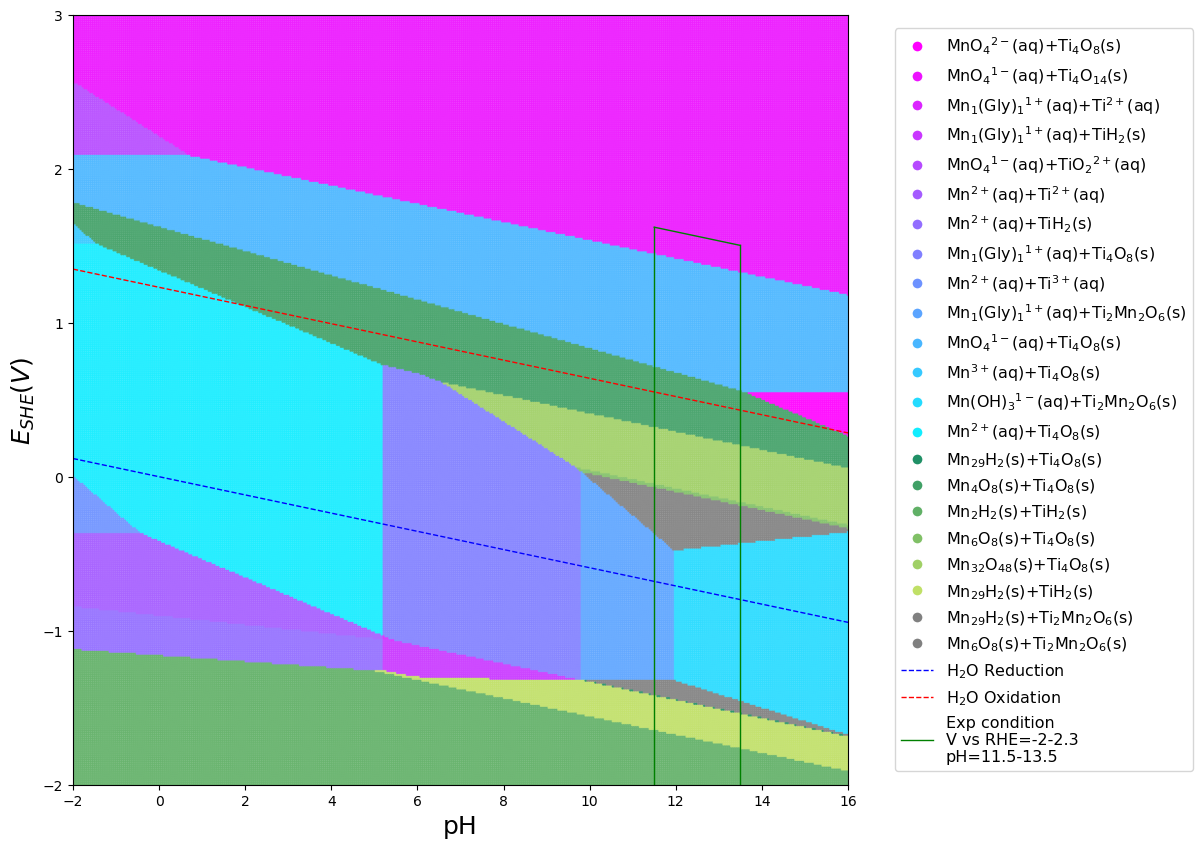 3
2
1
0
−1
−2
E_SHE(V)
−2 0 2 4 6 8 10 12 14 16
pH
MnO₄²⁻(aq)+Ti₄O₈(s)
MnO₄¹⁻(aq)+Ti₄O₁₄(s)
Mn₁(Gly)₁¹⁺(aq)+Ti²⁺(aq)
Mn₁(Gly)₁¹⁺(aq)+TiH₂(s)
MnO₄¹⁻(aq)+TiO₂²⁺(aq)
Mn²⁺(aq)+Ti²⁺(aq)
Mn²⁺(aq)+TiH₂(s)
Mn₁(Gly)₁¹⁺(aq)+Ti₄O₈(s)
Mn²⁺(aq)+Ti³⁺(aq)
Mn₁(Gly)₁¹⁺(aq)+Ti₂Mn₂O₆(s)
MnO₄¹⁻(aq)+Ti₄O₈(s)
Mn³⁺(aq)+Ti₄O₈(s)
Mn(OH)₃¹⁻(aq)+Ti₂Mn₂O₆(s)
Mn²⁺(aq)+Ti₄O₈(s)
Mn₂₉H₂(s)+Ti₄O₈(s)
Mn₄O₈(s)+Ti₄O₈(s)
Mn₂H₂(s)+TiH₂(s)
Mn₆O₈(s)+Ti₄O₈(s)
Mn₃₂O₄₈(s)+Ti₄O₈(s)
Mn₂₉H₂(s)+TiH₂(s)
Mn₂₉H₂(s)+Ti₂Mn₂O₆(s)
Mn₆O₈(s)+Ti₂Mn₂O₆(s)
H₂O Reduction
H₂O Oxidation
Exp condition
V vs RHE=-2-2.3
pH=11.5-13.5